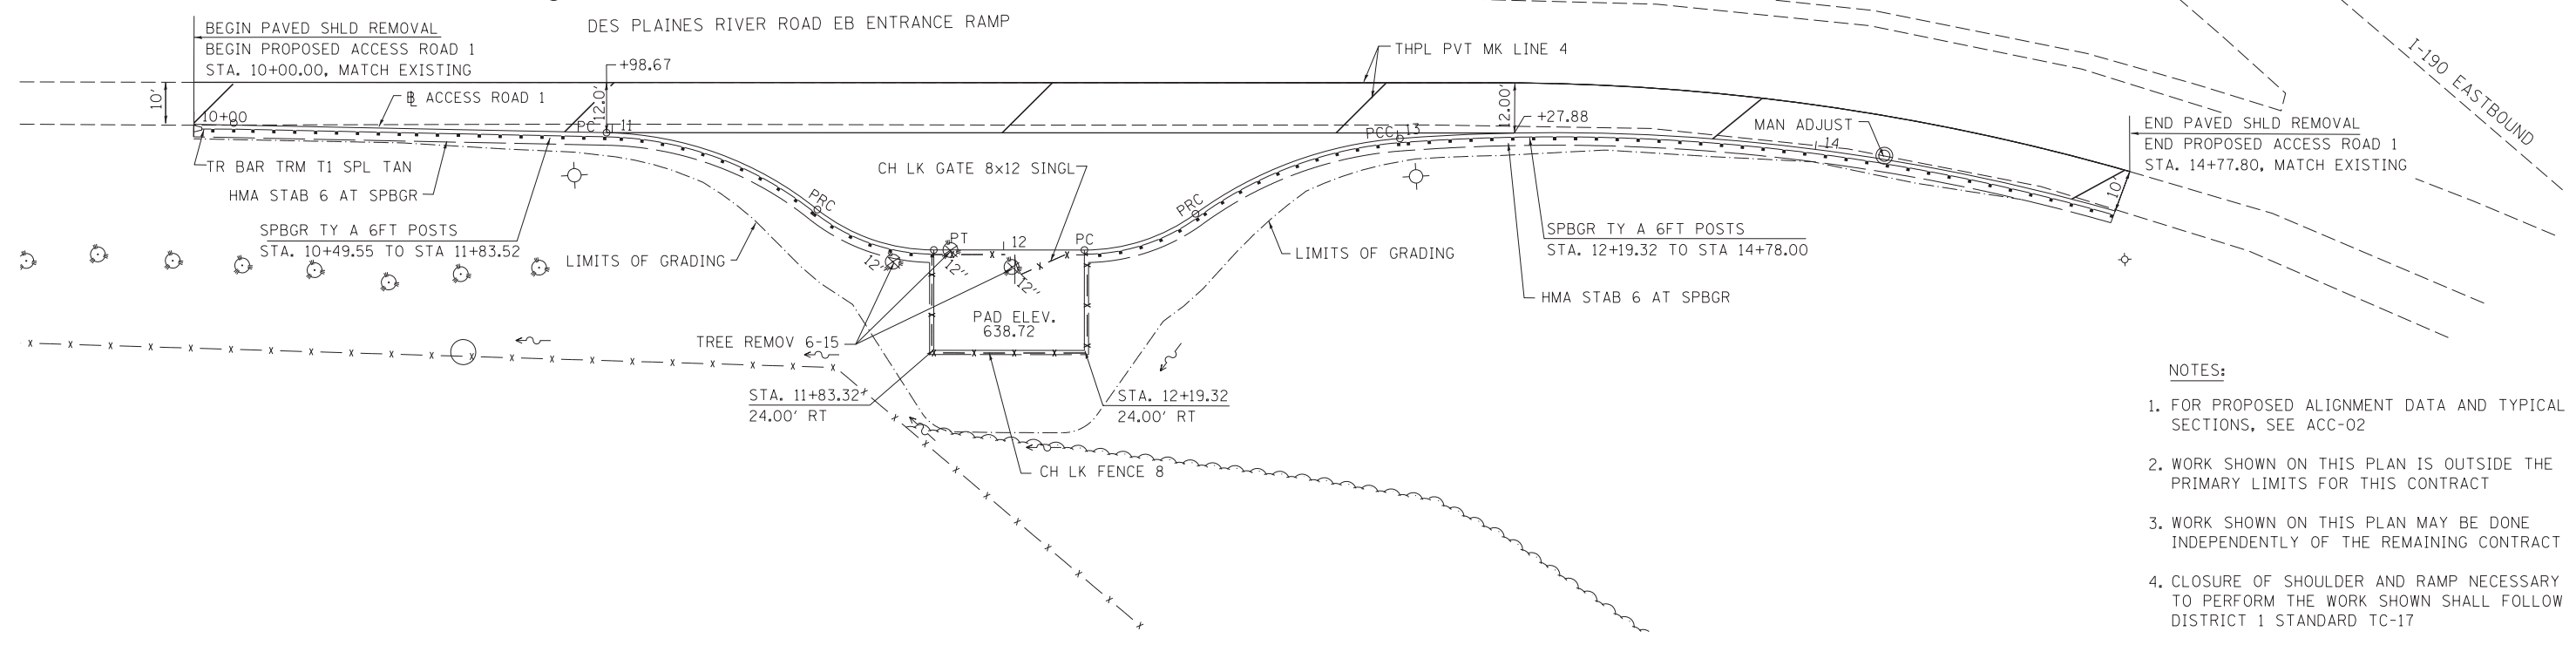 DES PLAINES RIVER ROAD EB ENTRANCE RAMP
BEGIN PAVED SHLD REMOVAL
BEGIN PROPOSED ACCESS ROAD 1
STA. 10+00.00, MATCH EXISTING
+98.67
THPL PVT MK LINE 4
I-190 EASTBOUND
10'
10+00
℄ ACCESS ROAD 1
12.0'
PC
11
12.00'
+27.88
PCC
13
MAN ADJUST
14
END PAVED SHLD REMOVAL
END PROPOSED ACCESS ROAD 1
STA. 14+77.80, MATCH EXISTING
10'
TR BAR TRM T1 SPL TAN
HMA STAB 6 AT SPBGR
CH LK GATE 8x12 SINGL
PRC
PRC
SPBGR TY A 6FT POSTS
STA. 10+49.55 TO STA 11+83.52
LIMITS OF GRADING
PT
12
PC
12''
12''
12''
LIMITS OF GRADING
SPBGR TY A 6FT POSTS
STA. 12+19.32 TO STA 14+78.00
HMA STAB 6 AT SPBGR
PAD ELEV.
638.72
TREE REMOV 6-15
STA. 11+83.32
24.00' RT
STA. 12+19.32
24.00' RT
CH LK FENCE 8
NOTES:
1. FOR PROPOSED ALIGNMENT DATA AND TYPICAL
SECTIONS, SEE ACC-02
2. WORK SHOWN ON THIS PLAN IS OUTSIDE THE
PRIMARY LIMITS FOR THIS CONTRACT
3. WORK SHOWN ON THIS PLAN MAY BE DONE
INDEPENDENTLY OF THE REMAINING CONTRACT
4. CLOSURE OF SHOULDER AND RAMP NECESSARY
TO PERFORM THE WORK SHOWN SHALL FOLLOW
DISTRICT 1 STANDARD TC-17